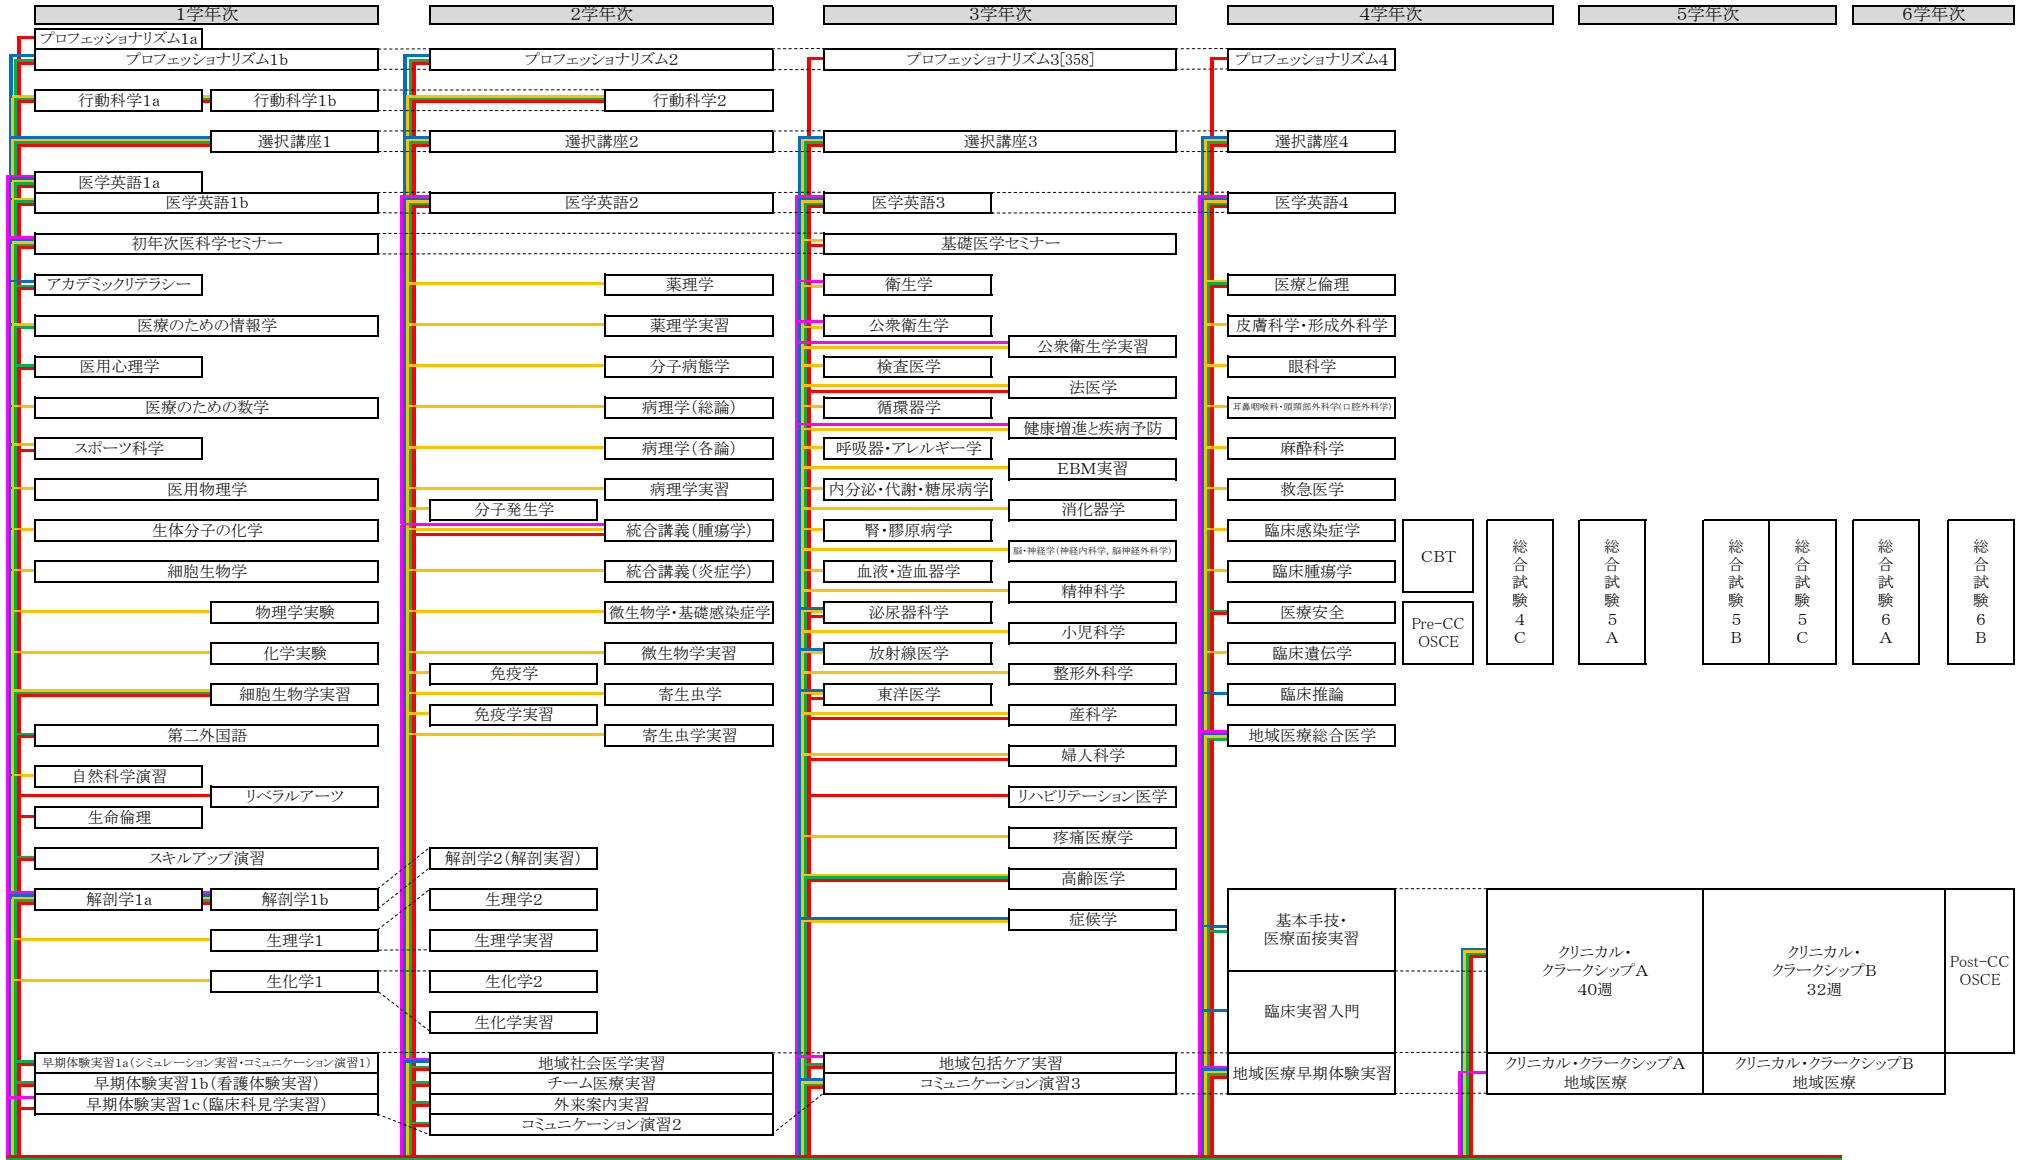 1学年次
2学年次
3学年次
4学年次
5学年次
6学年次
プロフェッショナリズム1a
プロフェッショナリズム1b
プロフェッショナリズム2
プロフェッショナリズム3[358]
プロフェッショナリズム4
行動科学1a
行動科学1b
行動科学2
選択講座1
選択講座2
選択講座3
選択講座4
医学英語1a
医学英語1b
医学英語2
医学英語3
医学英語4
初年次医科学セミナー
基礎医学セミナー
アカデミックリテラシー
薬理学
衛生学
医療と倫理
医療のための情報学
薬理学実習
公衆衛生学
皮膚科学・形成外科学
公衆衛生学実習
医用心理学
分子病態学
検査医学
眼科学
法医学
医療のための数学
病理学（総論）
循環器学
耳鼻咽喉科・頭頸部外科学(口腔外科学)
健康増進と疾病予防
スポーツ科学
病理学（各論）
呼吸器・アレルギー学
麻酔科学
EBM実習
医用物理学
病理学実習
内分泌・代謝・糖尿病学
救急医学
分子発生学
消化器学
生体分子の化学
統合講義（腫瘍学）
腎・膠原病学
臨床感染症学
脳・神経学（神経内科学，脳神経外科学）
細胞生物学
統合講義（炎症学）
血液・造血器学
臨床腫瘍学
精神科学
物理学実験
微生物学・基礎感染症学
泌尿器科学
医療安全
小児科学
化学実験
微生物学実習
放射線医学
臨床遺伝学
免疫学
整形外科学
細胞生物学実習
寄生虫学
東洋医学
臨床推論
免疫学実習
産科学
第二外国語
寄生虫学実習
地域医療総合医学
婦人科学
CBT
Pre-CC
OSCE
総合試験4C
総合試験5A
総合試験5B
総合試験5C
総合試験6A
総合試験6B
自然科学演習
リベラルアーツ
リハビリテーション医学
生命倫理
疼痛医療学
スキルアップ演習
解剖学2（解剖実習）
高齢医学
解剖学1a
解剖学1b
生理学2
症候学
基本手技・
医療面接実習
生理学1
生理学実習
生化学1
生化学2
臨床実習入門
生化学実習
クリニカル・
クラークシップA
40週
クリニカル・
クラークシップB
32週
Post-CC
OSCE
早期体験実習1a（シミュレーション実習・コミュニケーション演習1）
地域社会医学実習
地域包括ケア実習
地域医療早期体験実習
クリニカル・クラークシップA
地域医療
クリニカル・クラークシップB
地域医療
早期体験実習1b（看護体験実習）
チーム医療実習
コミュニケーション演習3
早期体験実習1c（臨床科見学実習）
外来案内実習
コミュニケーション演習2